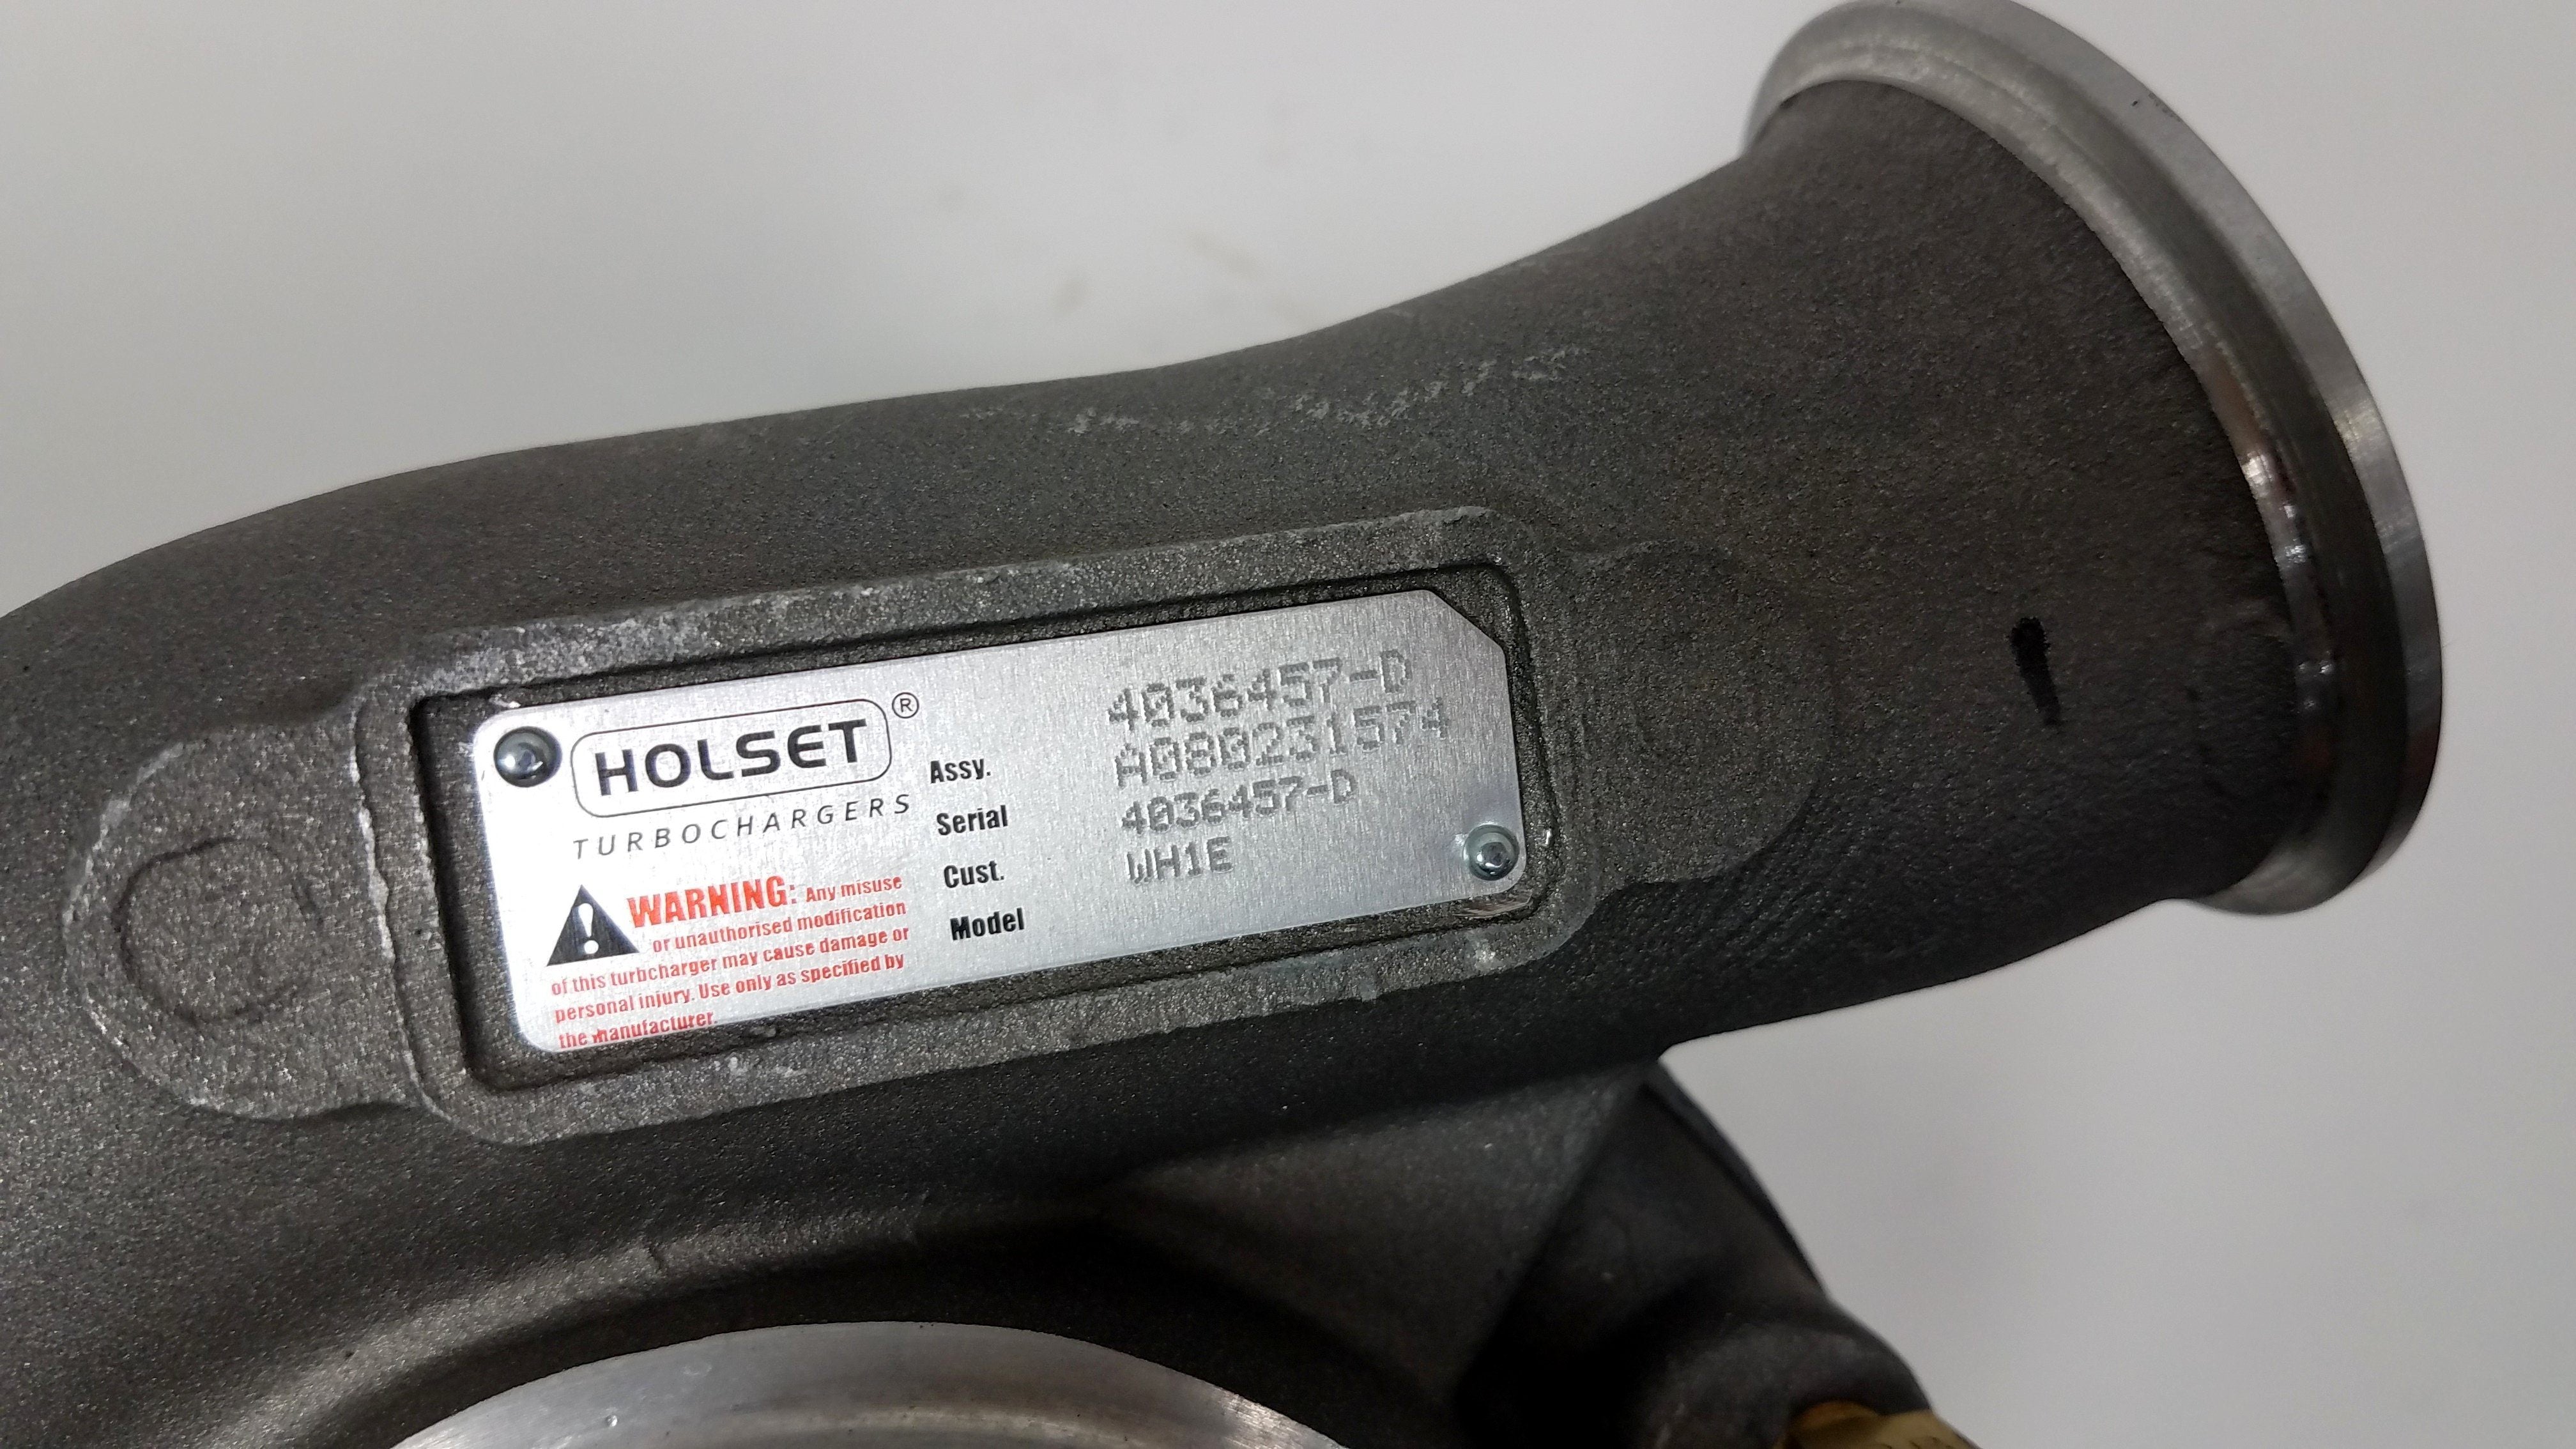 HOLSET®
TURBOCHARGERS
WARNING: Any misuse
or unauthorised modification
of this turbcharger may cause damage or
personal injury. Use only as specified by
the manufacturer.
Assy. 4036457-D
Serial A080231574
Cust. 4036457-D
Model WH1E